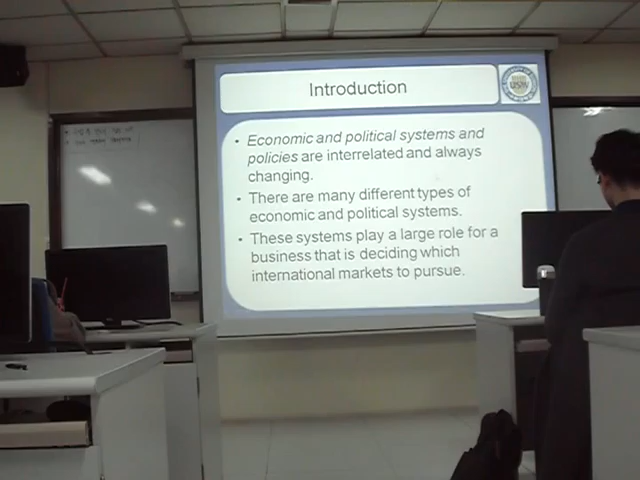 Introduction
• Economic and political systems and
policies are interrelated and always
changing.
• There are many different types of
economic and political systems.
• These systems play a large role for a
business that is deciding which
international markets to pursue.